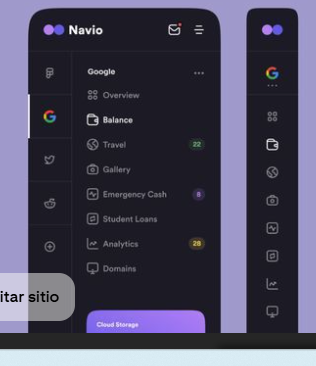 Navio
Google
Overview
Balance
Travel 22
Gallery
Emergency Cash 8
Student Loans
Analytics 28
Domains
itar sitio
Cloud Storage